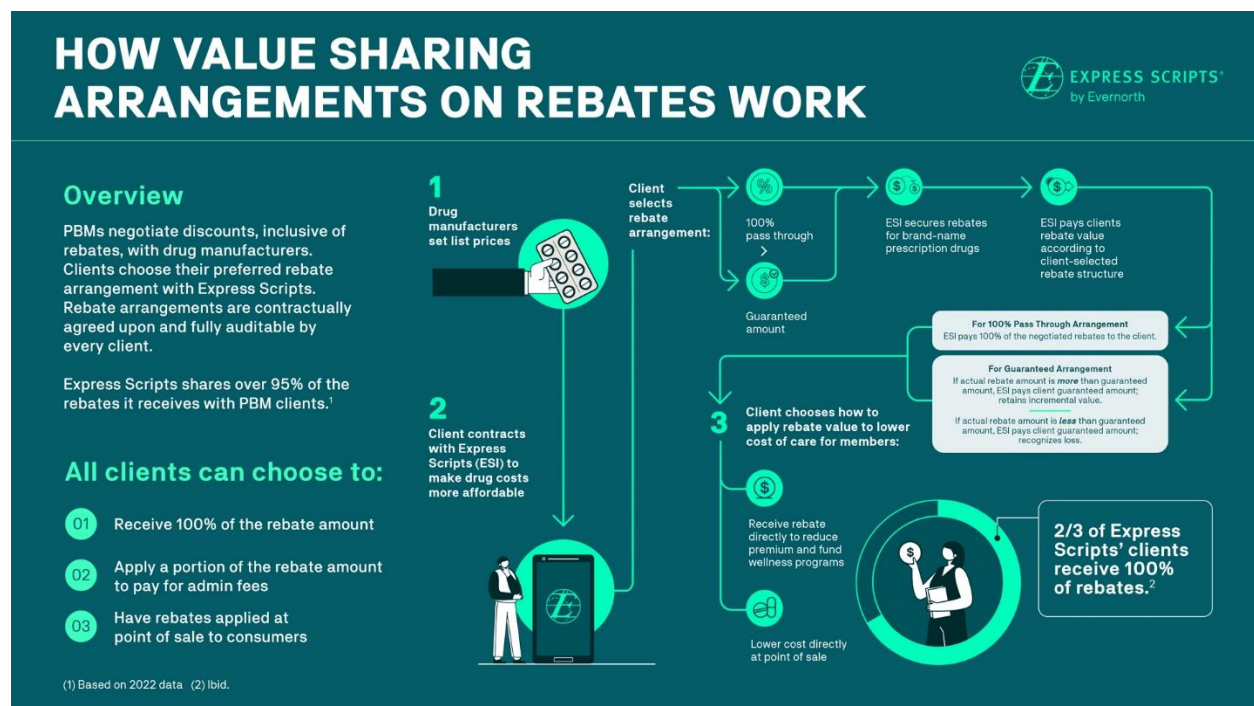 HOW VALUE SHARING
ARRANGEMENTS ON REBATES WORK
EXPRESS SCRIPTS®
by Evernorth
Overview
PBMs negotiate discounts, inclusive of
rebates, with drug manufacturers.
Clients choose their preferred rebate
arrangement with Express Scripts.
Rebate arrangements are contractually
agreed upon and fully auditable by
every client.
Express Scripts shares over 95% of the
rebates it receives with PBM clients.¹
All clients can choose to:
01
Receive 100% of the rebate amount
02
Apply a portion of the rebate amount
to pay for admin fees
03
Have rebates applied at
point of sale to consumers
1
Drug
manufacturers
set list prices
2
Client contracts
with Express
Scripts (ESI) to
make drug costs
more affordable
Client
selects
rebate
arrangement:
%
100%
pass through
>
$
Guaranteed
amount
$ $
ESI secures rebates
for brand-name
prescription drugs
$
ESI pays clients
rebate value
according to
client-selected
rebate structure
For 100% Pass Through Arrangement
ESI pays 100% of the negotiated rebates to the client.
For Guaranteed Arrangement
If actual rebate amount is more than guaranteed
amount, ESI pays client guaranteed amount;
retains incremental value.
If actual rebate amount is less than guaranteed
amount, ESI pays client guaranteed amount;
recognizes loss.
3
Client chooses how to
apply rebate value to lower
cost of care for members:
$
Receive rebate
directly to reduce
premium and fund
wellness programs
Lower cost directly
at point of sale
$
2/3 of Express
Scripts' clients
receive 100%
of rebates.²
(1) Based on 2022 data (2) Ibid.